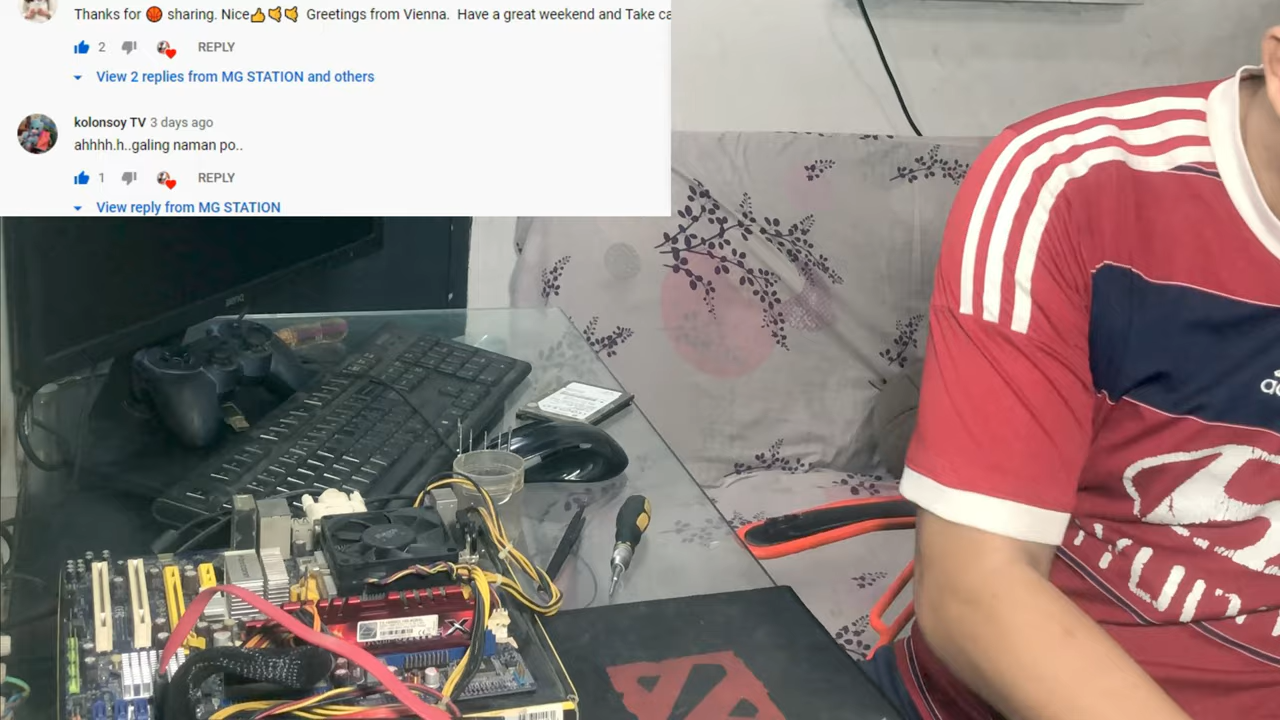 Thanks for 🏀 sharing. Nice👍👊👊 Greetings from Vienna. Have a great weekend and Take
2 REPLY
View 2 replies from MG STATION and others
kolonsoy TV 3 days ago
ahhhh.h..galing naman po..
1 REPLY
View reply from MG STATION